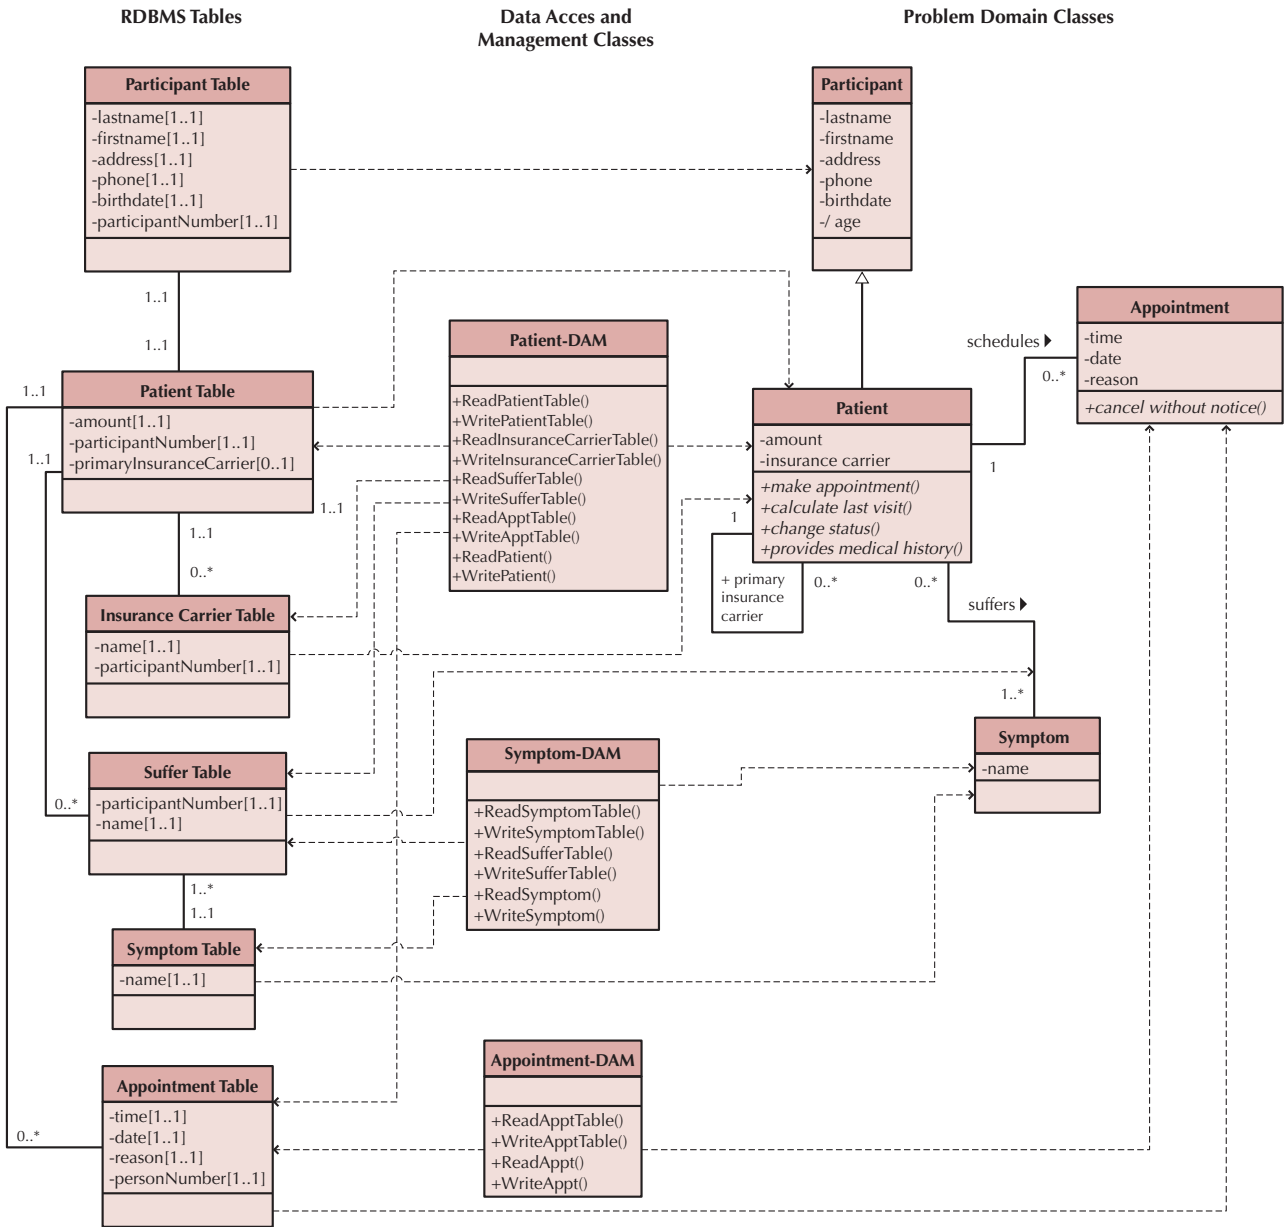 RDBMS Tables
Data Acces and
Management Classes
Problem Domain Classes
Participant Table
-lastname[1..1]
-firstname[1..1]
-address[1..1]
-phone[1..1]
-birthdate[1..1]
-participantNumber[1..1]
Participant
-lastname
-firstname
-address
-phone
-birthdate
-/ age
1..1
1..1
Patient Table
-amount[1..1]
-participantNumber[1..1]
-primaryInsuranceCarrier[0..1]
1..1
1..1
1..1
1..1
0..*
Patient-DAM
+ReadPatientTable()
+WritePatientTable()
+ReadInsuranceCarrierTable()
+WriteInsuranceCarrierTable()
+ReadSufferTable()
+WriteSufferTable()
+ReadApptTable()
+WriteApptTable()
+ReadPatient()
+WritePatient()
Patient
-amount
-insurance carrier
+make appointment()
+calculate last visit()
+change status()
+provides medical history()
schedules
0..*
1
Appointment
-time
-date
-reason
+cancel without notice()
1
+ primary
insurance
carrier
0..*
0..*
suffers
1..*
Insurance Carrier Table
-name[1..1]
-participantNumber[1..1]
Suffer Table
-participantNumber[1..1]
-name[1..1]
0..*
1..*
1..1
Symptom-DAM
+ReadSymptomTable()
+WriteSymptomTable()
+ReadSufferTable()
+WriteSufferTable()
+ReadSymptom()
+WriteSymptom()
Symptom
-name
Symptom Table
-name[1..1]
Appointment Table
-time[1..1]
-date[1..1]
-reason[1..1]
-personNumber[1..1]
0..*
Appointment-DAM
+ReadApptTable()
+WriteApptTable()
+ReadAppt()
+WriteAppt()